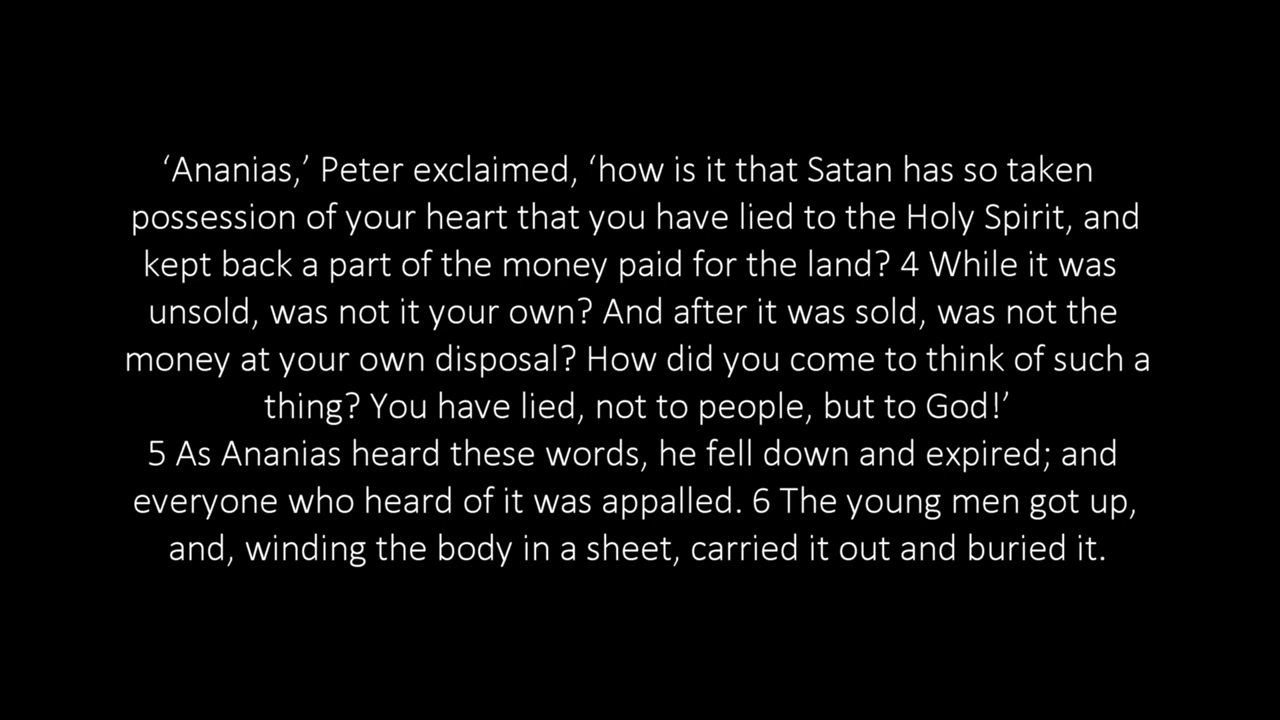 ‘Ananias,’ Peter exclaimed, ‘how is it that Satan has so taken
possession of your heart that you have lied to the Holy Spirit, and
kept back a part of the money paid for the land? 4 While it was
unsold, was not it your own? And after it was sold, was not the
money at your own disposal? How did you come to think of such a
thing? You have lied, not to people, but to God!’
5 As Ananias heard these words, he fell down and expired; and
everyone who heard of it was appalled. 6 The young men got up,
and, winding the body in a sheet, carried it out and buried it.